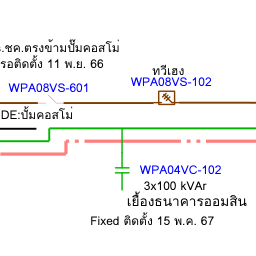 ร.ชค.ตรงข้ามปั๊มคอสโม่
รอติดตั้ง 11 พ.ย. 66
ทวีเฮง
WPA08VS-102
WPA08VS-601
DE:ปั้มคอสโม่
WPA04VC-102
3x100 kVAr
เยื้องธนาคารออมสิน
Fixed ติดตั้ง 15 พ.ค. 67